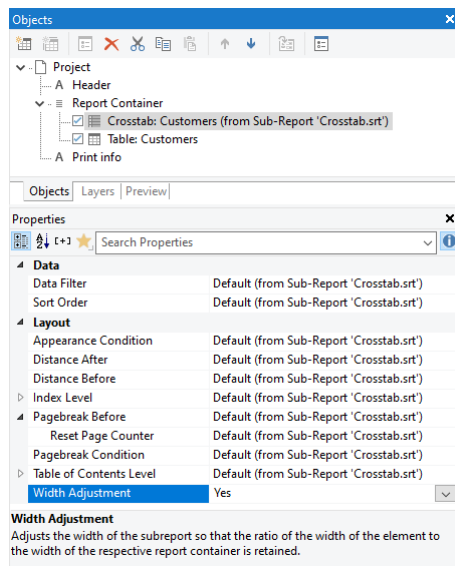 Objects
Project
A Header
Report Container
Crosstab: Customers (from Sub-Report 'Crosstab.srt')
Table: Customers
A Print info
Objects Layers Preview
Properties
Search Properties
Data
Data Filter Default (from Sub-Report 'Crosstab.srt')
Sort Order Default (from Sub-Report 'Crosstab.srt')
Layout
Appearance Condition Default (from Sub-Report 'Crosstab.srt')
Distance After Default (from Sub-Report 'Crosstab.srt')
Distance Before Default (from Sub-Report 'Crosstab.srt')
Index Level Default (from Sub-Report 'Crosstab.srt')
Pagebreak Before Default (from Sub-Report 'Crosstab.srt')
Reset Page Counter Default (from Sub-Report 'Crosstab.srt')
Pagebreak Condition Default (from Sub-Report 'Crosstab.srt')
Table of Contents Level Default (from Sub-Report 'Crosstab.srt')
Width Adjustment Yes
Width Adjustment
Adjusts the width of the subreport so that the ratio of the width of the element to
the width of the respective report container is retained.